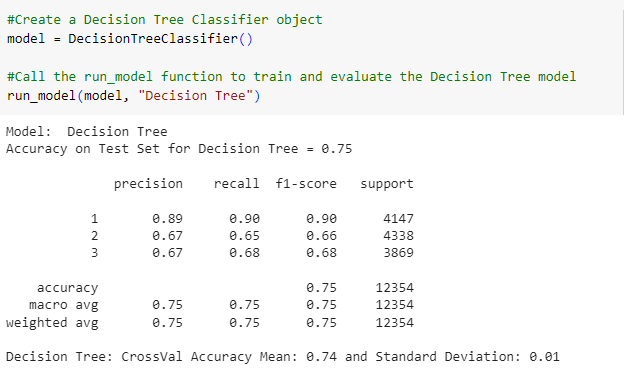 #Create a Decision Tree Classifier object
model = DecisionTreeClassifier()
#Call the run_model function to train and evaluate the Decision Tree model
run_model(model, "Decision Tree")
Model:  Decision Tree
Accuracy on Test Set for Decision Tree = 0.75
precision    recall  f1-score   support
1       0.89      0.90      0.90      4147
2       0.67      0.65      0.66      4338
3       0.67      0.68      0.68      3869
accuracy                           0.75     12354
macro avg       0.75      0.75      0.75     12354
weighted avg       0.75      0.75      0.75     12354
Decision Tree: CrossVal Accuracy Mean: 0.74 and Standard Deviation: 0.01